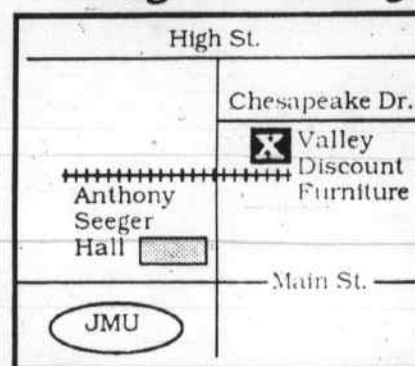 High St.
Chesapeake Dr.
X Valley
Discount
Furniture
Anthony
Seeger
Hall
Main St.
JMU